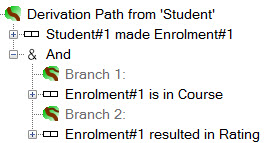 Derivation Path from 'Student'
Student#1 made Enrolment#1
& And
Branch 1:
Enrolment#1 is in Course
Branch 2:
Enrolment#1 resulted in Rating